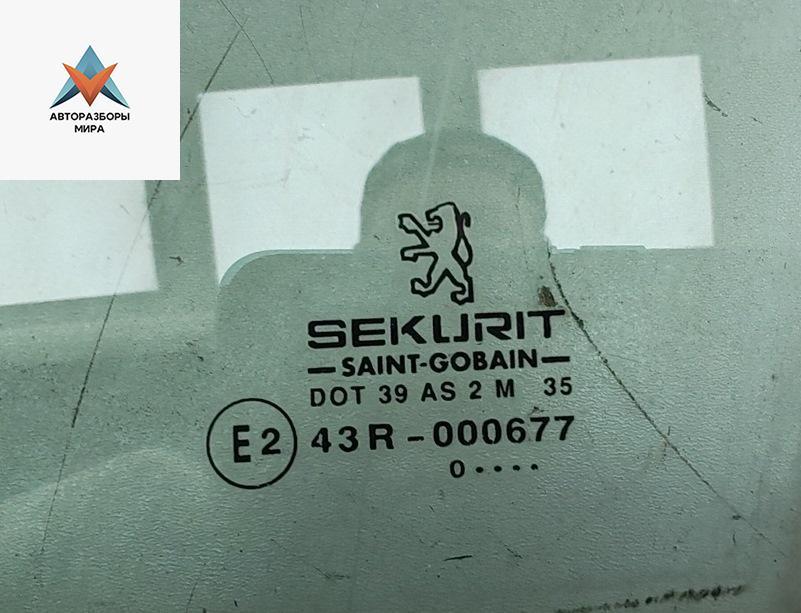 АВТОРАЗБОРЫ
МИРА
SEKURIT
—SAINT-GOBAIN—
DOT 39 AS 2 M 35
E2 43R-000677
0····